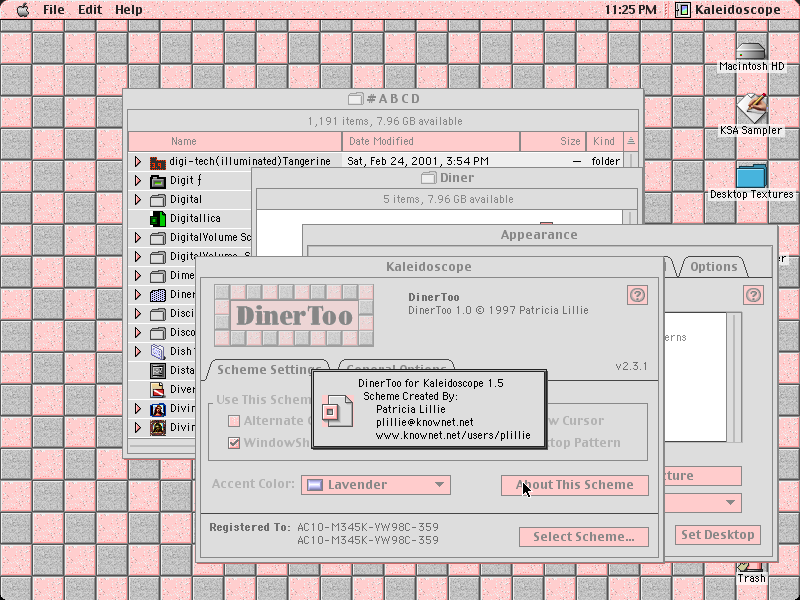 File Edit Help
11:25 PM Kaleidoscope
Macintosh HD
KSA Sampler
Desktop Textures
Trash
#ABCD
1,191 items, 7.96 GB available
Name Date Modified Size Kind
digi-tech(illuminated)Tangerine Sat, Feb 24, 2001, 3:54 PM — folder
Digit ƒ
Digital
Digitallica
DigitalVolume Sc
DigitalVolume
Dime
Diner
Disci
Disco
Dish
Dista
Diver
Divin
Divin
Diner
5 items, 7.96 GB available
Appearance
Options
erns
ture
Set Desktop
Kaleidoscope
DinerToo
DinerToo
DinerToo 1.0 © 1997 Patricia Lillie
v2.3.1
Scheme Settings General Options
Use This Scheme
Alternate
w Cursor
WindowSh
top Pattern
DinerToo for Kaleidoscope 1.5
Scheme Created By:
Patricia Lillie
plillie@knownet.net
www.knownet.net/users/plillie
Accent Color: Lavender
About This Scheme
Registered To: AC10-M345K-YW98C-359
AC10-M345K-YW98C-359
Select Scheme...